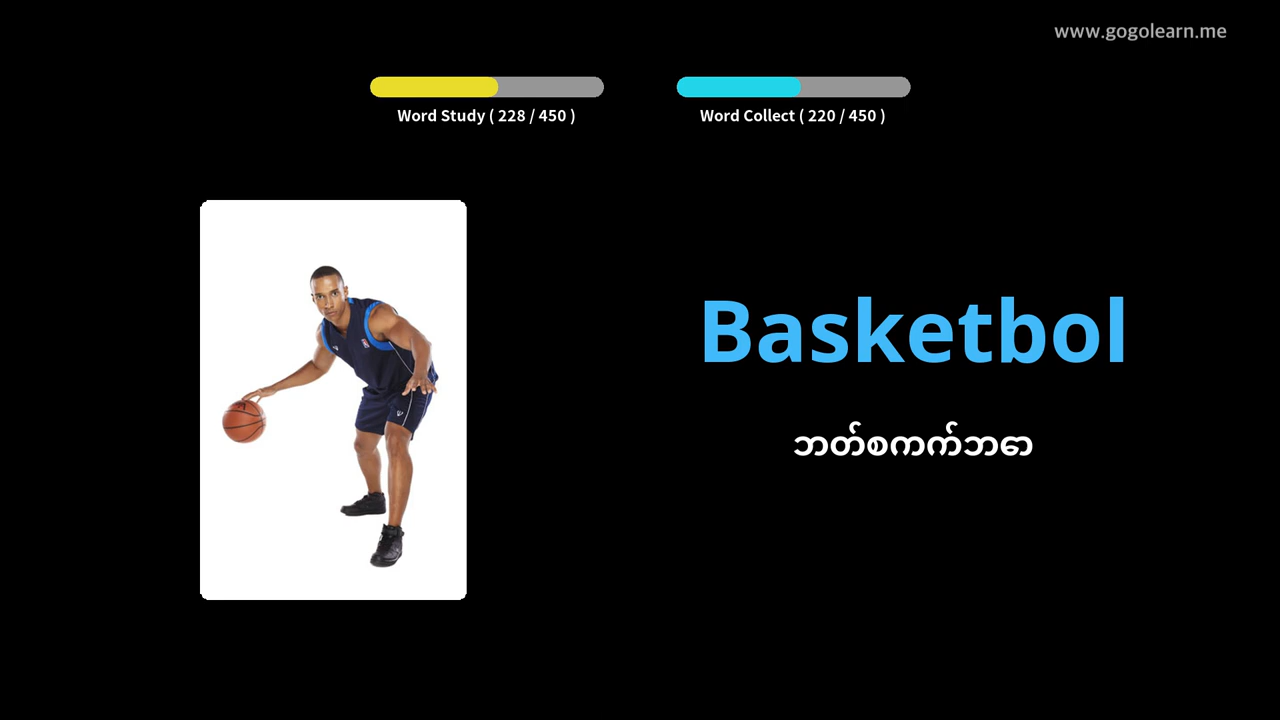 www.gogolearn.me
Word Study ( 228 / 450 )
Word Collect ( 220 / 450 )
Basketbol
ဘတ်စကက်ဘော